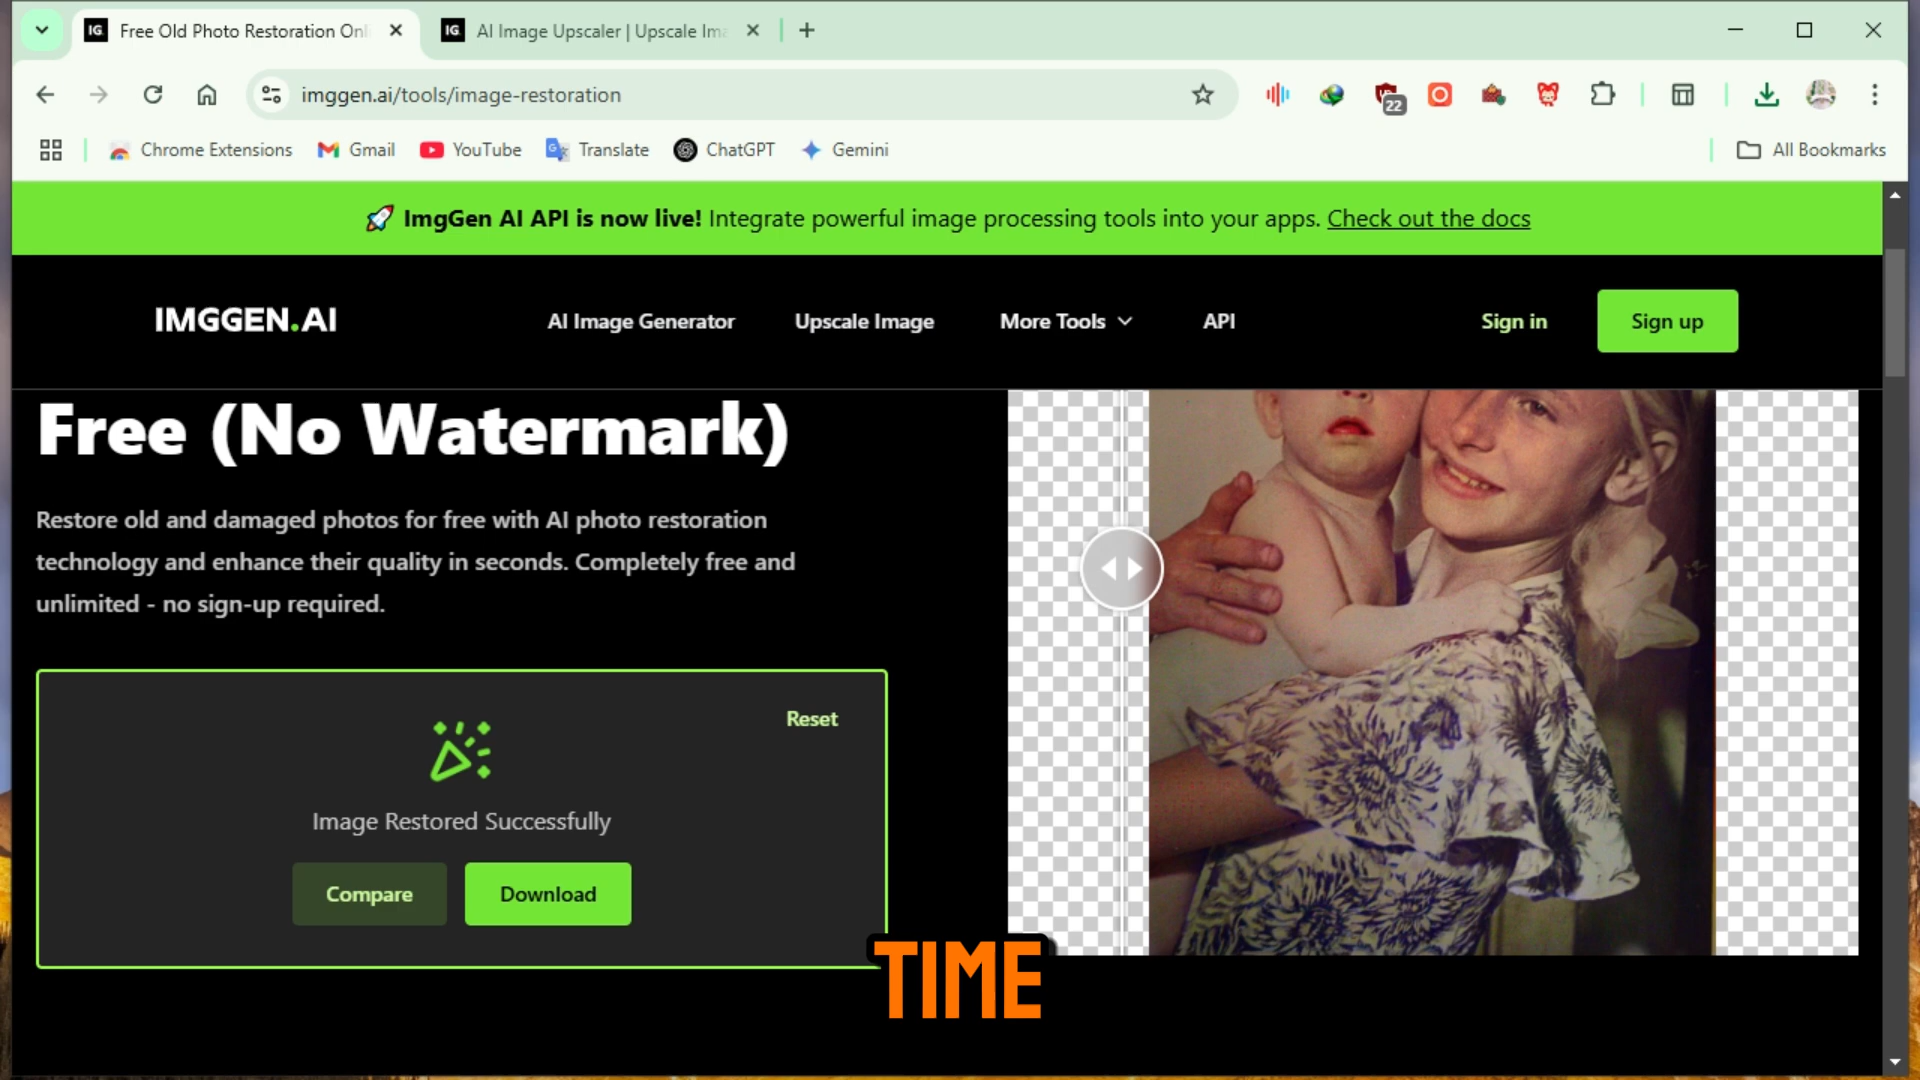 Free Old Photo Restoration Onl
AI Image Upscaler | Upscale Ima
imggen.ai/tools/image-restoration
22
Chrome Extensions
Gmail
YouTube
Translate
ChatGPT
Gemini
All Bookmarks
🚀 ImgGen AI API is now live! Integrate powerful image processing tools into your apps. Check out the docs
IMGGEN.AI
AI Image Generator
Upscale Image
More Tools
API
Sign in
Sign up
Free (No Watermark)
Restore old and damaged photos for free with AI photo restoration
technology and enhance their quality in seconds. Completely free and
unlimited - no sign-up required.
Reset
Image Restored Successfully
Compare
Download
TIME